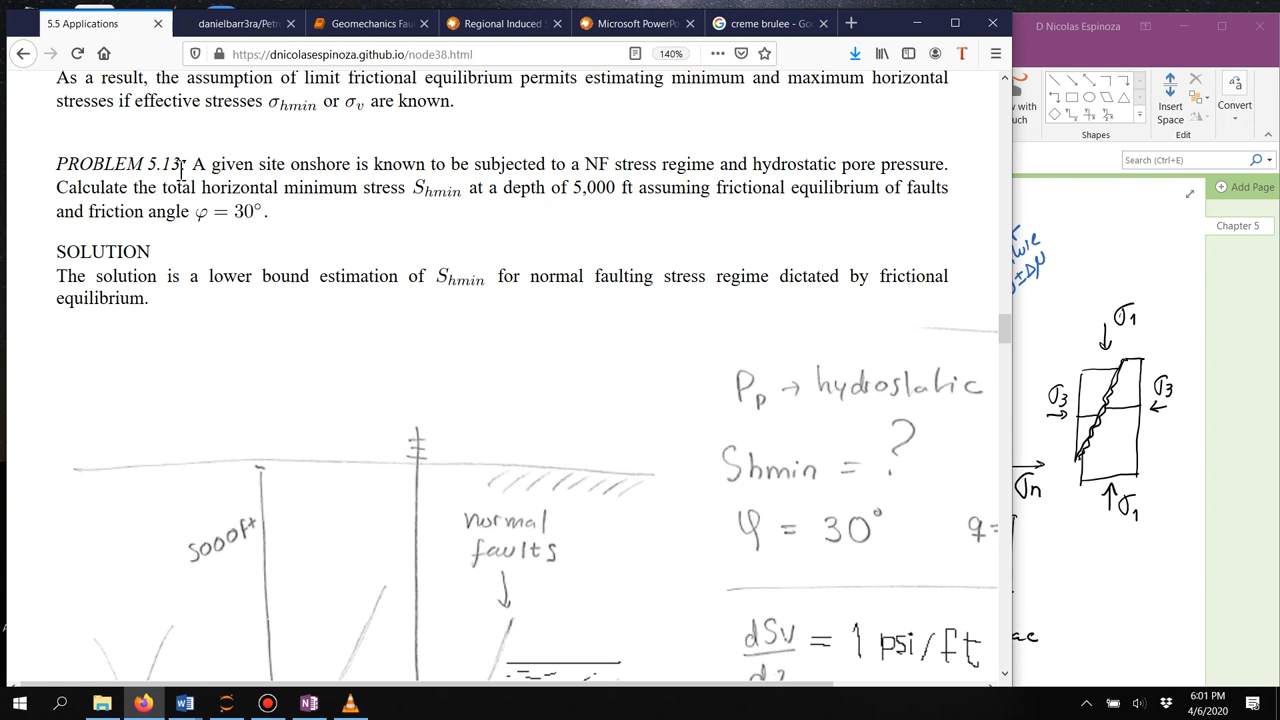 5.5 Applications
danielbarr3ra/Petr
Geomechanics Fau
Regional Induced S
Microsoft PowerPo
creme brulee - Goo
D Nicolas Espinoza
https://dnicolasespinoza.github.io/node38.html
140%
As a result, the assumption of limit frictional equilibrium permits estimating minimum and maximum horizontal
stresses if effective stresses σhmin or σv are known.
PROBLEM 5.13: A given site onshore is known to be subjected to a NF stress regime and hydrostatic pore pressure.
Calculate the total horizontal minimum stress Shmin at a depth of 5,000 ft assuming frictional equilibrium of faults
and friction angle φ = 30°.
SOLUTION
The solution is a lower bound estimation of Shmin for normal faulting stress regime dictated by frictional
equilibrium.
Pp → hydrostatic
Shmin = ?
φ = 30° q=
5000ft
normal
faults
dSv
dz
= 1 psi/ft
with
Insert
Space
Convert
Shapes
Edit
Search (Ctrl+E)
Add Page
Chapter 5
σ1
σ3
σ3
σn
σ1
6:01 PM
4/6/2020